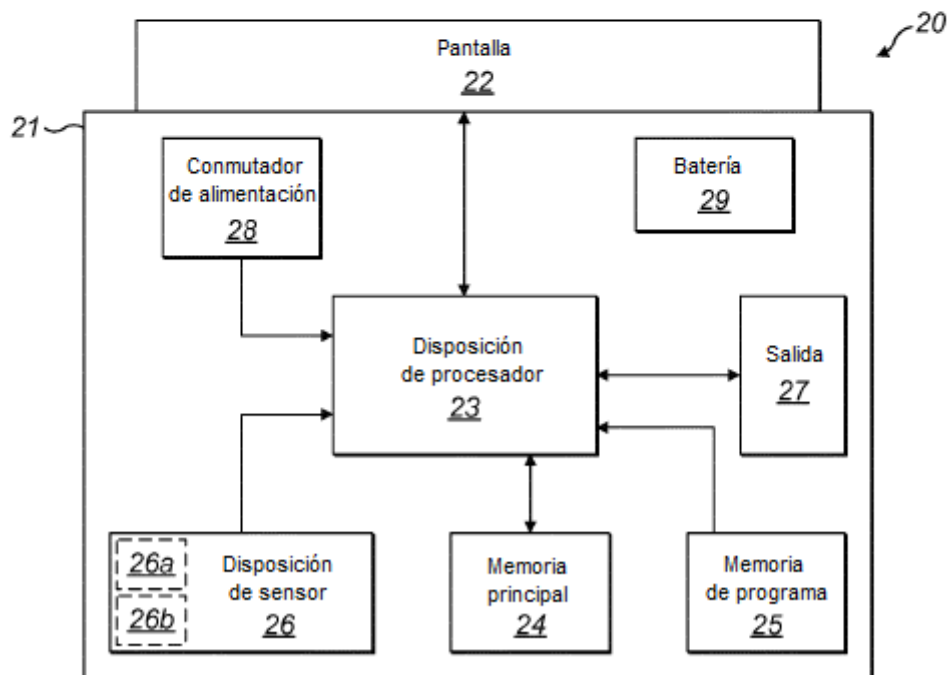 20
Pantalla
22
21
Conmutador
de alimentación
28
Batería
29
Disposición
de procesador
23
Salida
27
26a
26b
Disposición
de sensor
26
Memoria
principal
24
Memoria
de programa
25